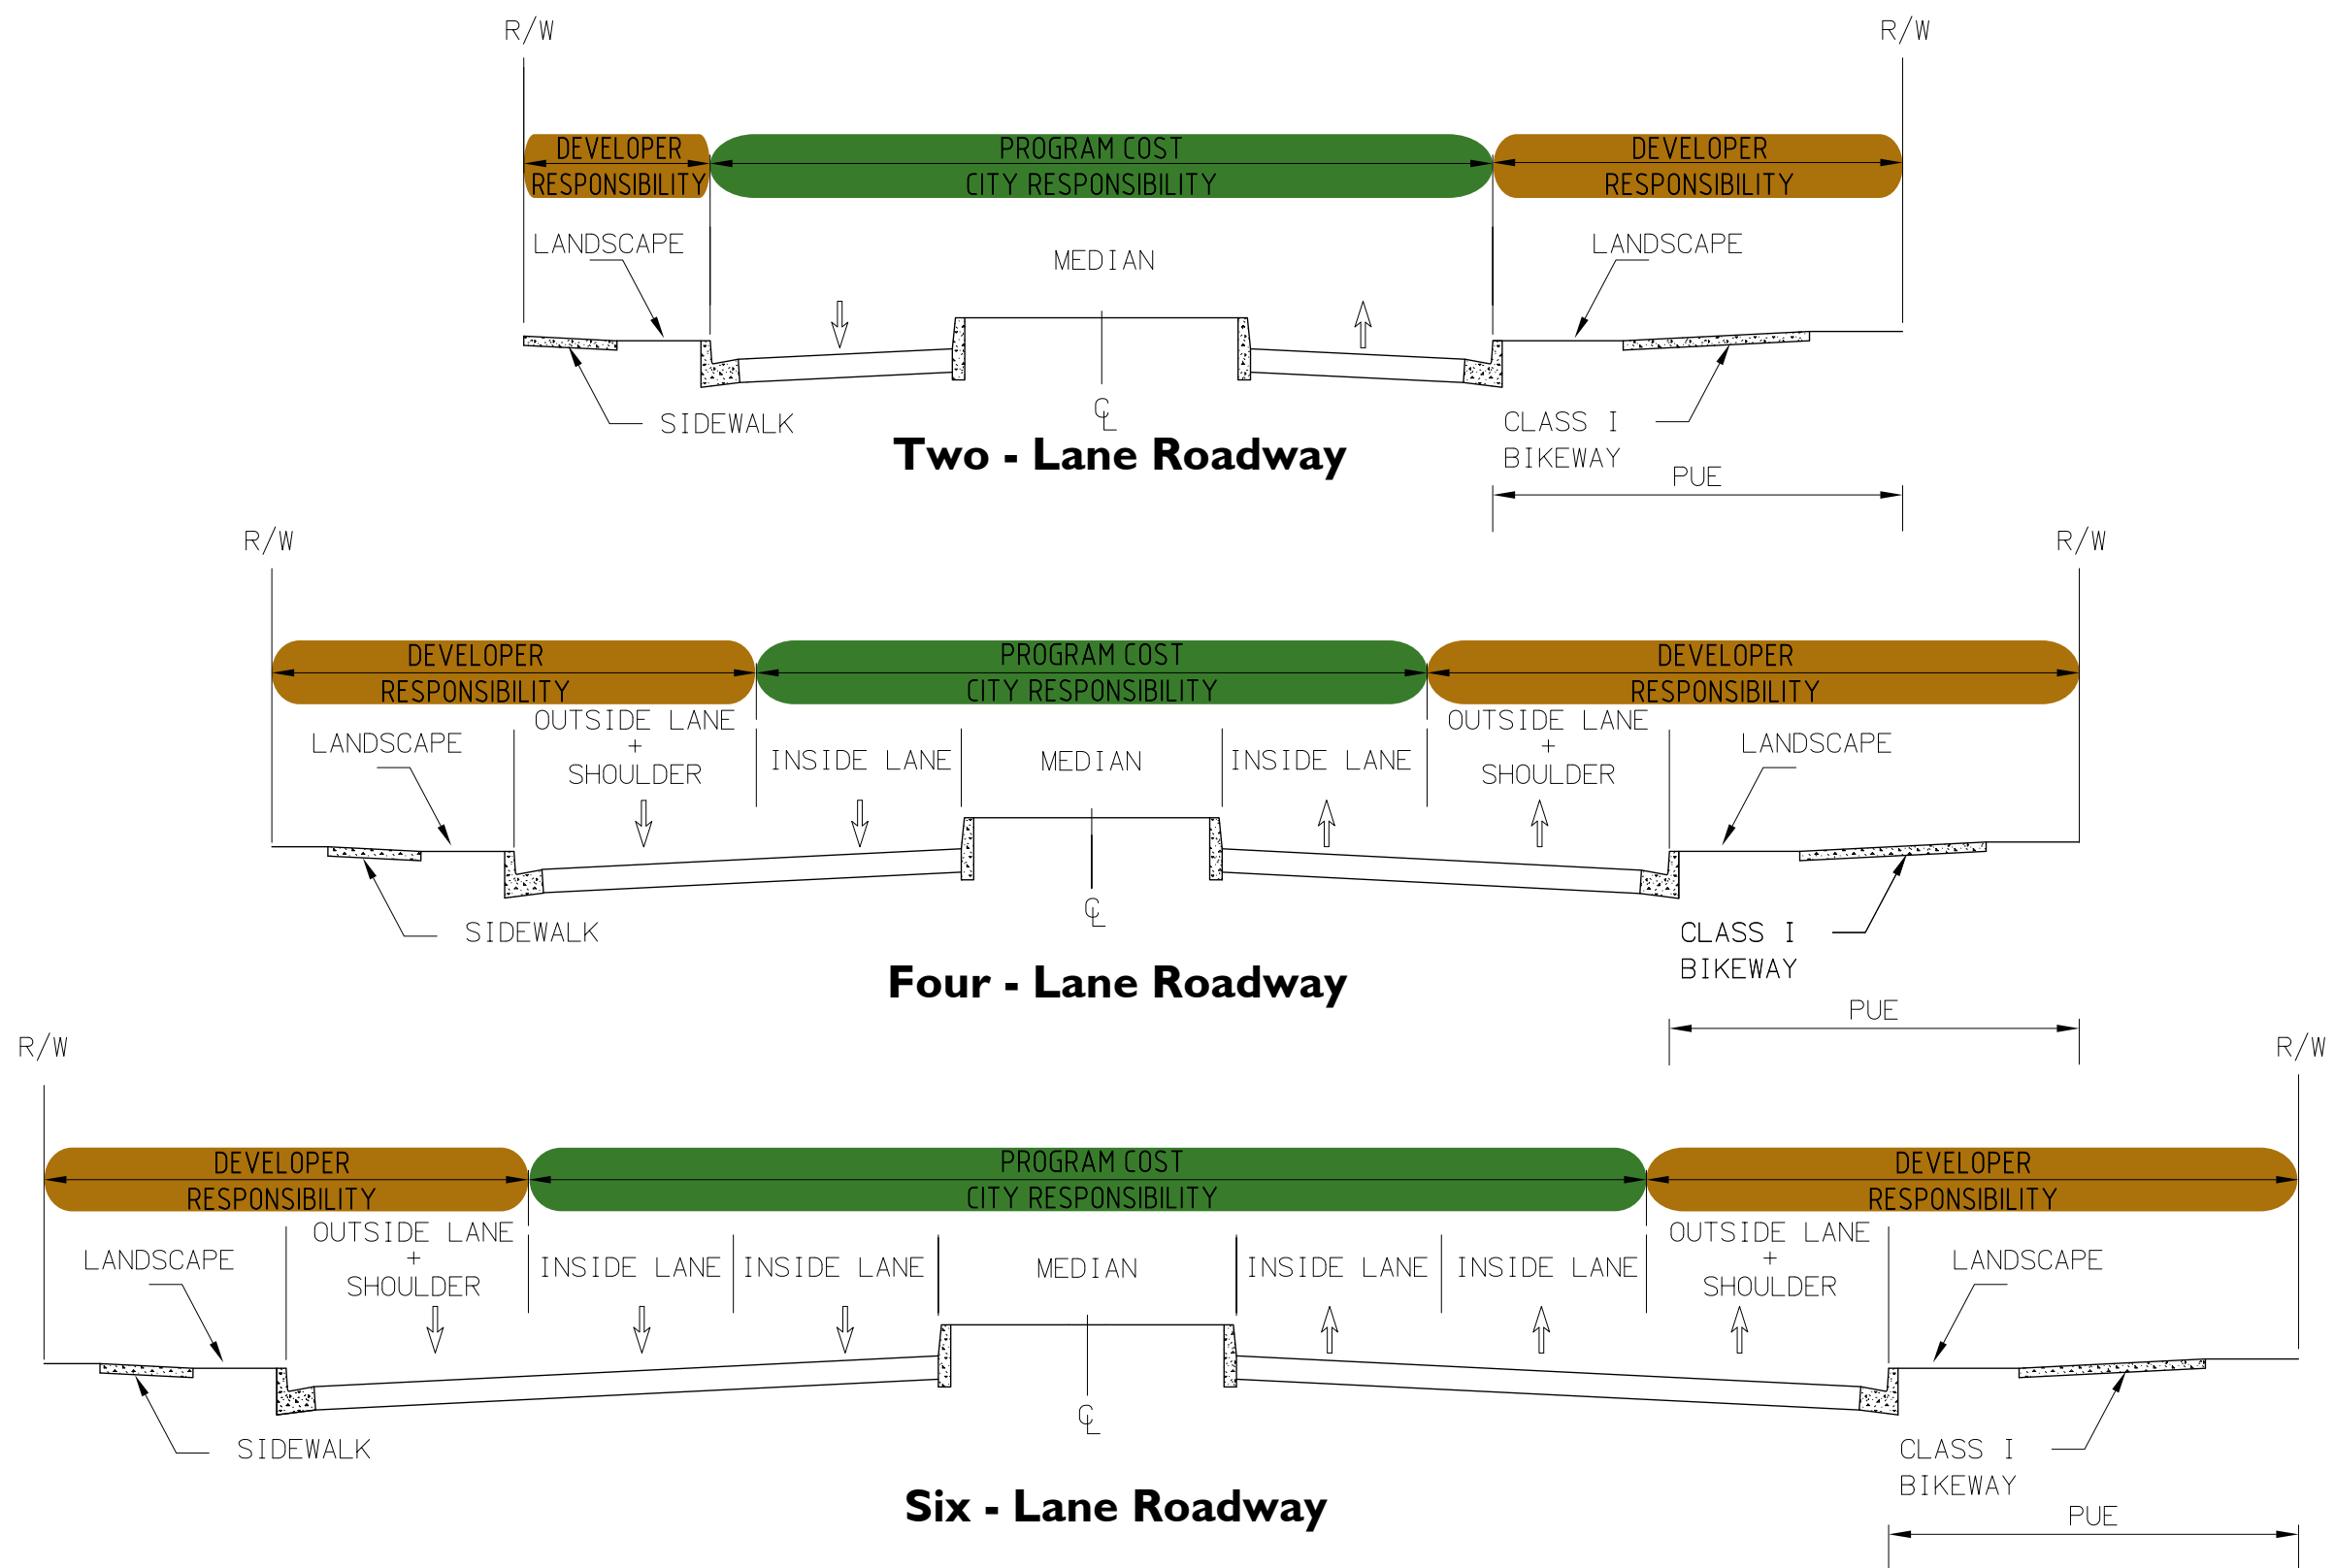 R/W
R/W
DEVELOPER
RESPONSIBILITY
PROGRAM COST
CITY RESPONSIBILITY
DEVELOPER
RESPONSIBILITY
LANDSCAPE
MEDIAN
LANDSCAPE
SIDEWALK
℄
CLASS I
BIKEWAY
Two - Lane Roadway
PUE
R/W
R/W
DEVELOPER
RESPONSIBILITY
PROGRAM COST
CITY RESPONSIBILITY
DEVELOPER
RESPONSIBILITY
LANDSCAPE
OUTSIDE LANE
+
SHOULDER
INSIDE LANE
MEDIAN
INSIDE LANE
OUTSIDE LANE
+
SHOULDER
LANDSCAPE
SIDEWALK
℄
CLASS I
BIKEWAY
Four - Lane Roadway
PUE
R/W
R/W
DEVELOPER
RESPONSIBILITY
PROGRAM COST
CITY RESPONSIBILITY
DEVELOPER
RESPONSIBILITY
LANDSCAPE
OUTSIDE LANE
+
SHOULDER
INSIDE LANE
INSIDE LANE
MEDIAN
INSIDE LANE
INSIDE LANE
OUTSIDE LANE
+
SHOULDER
LANDSCAPE
SIDEWALK
℄
CLASS I
BIKEWAY
Six - Lane Roadway
PUE